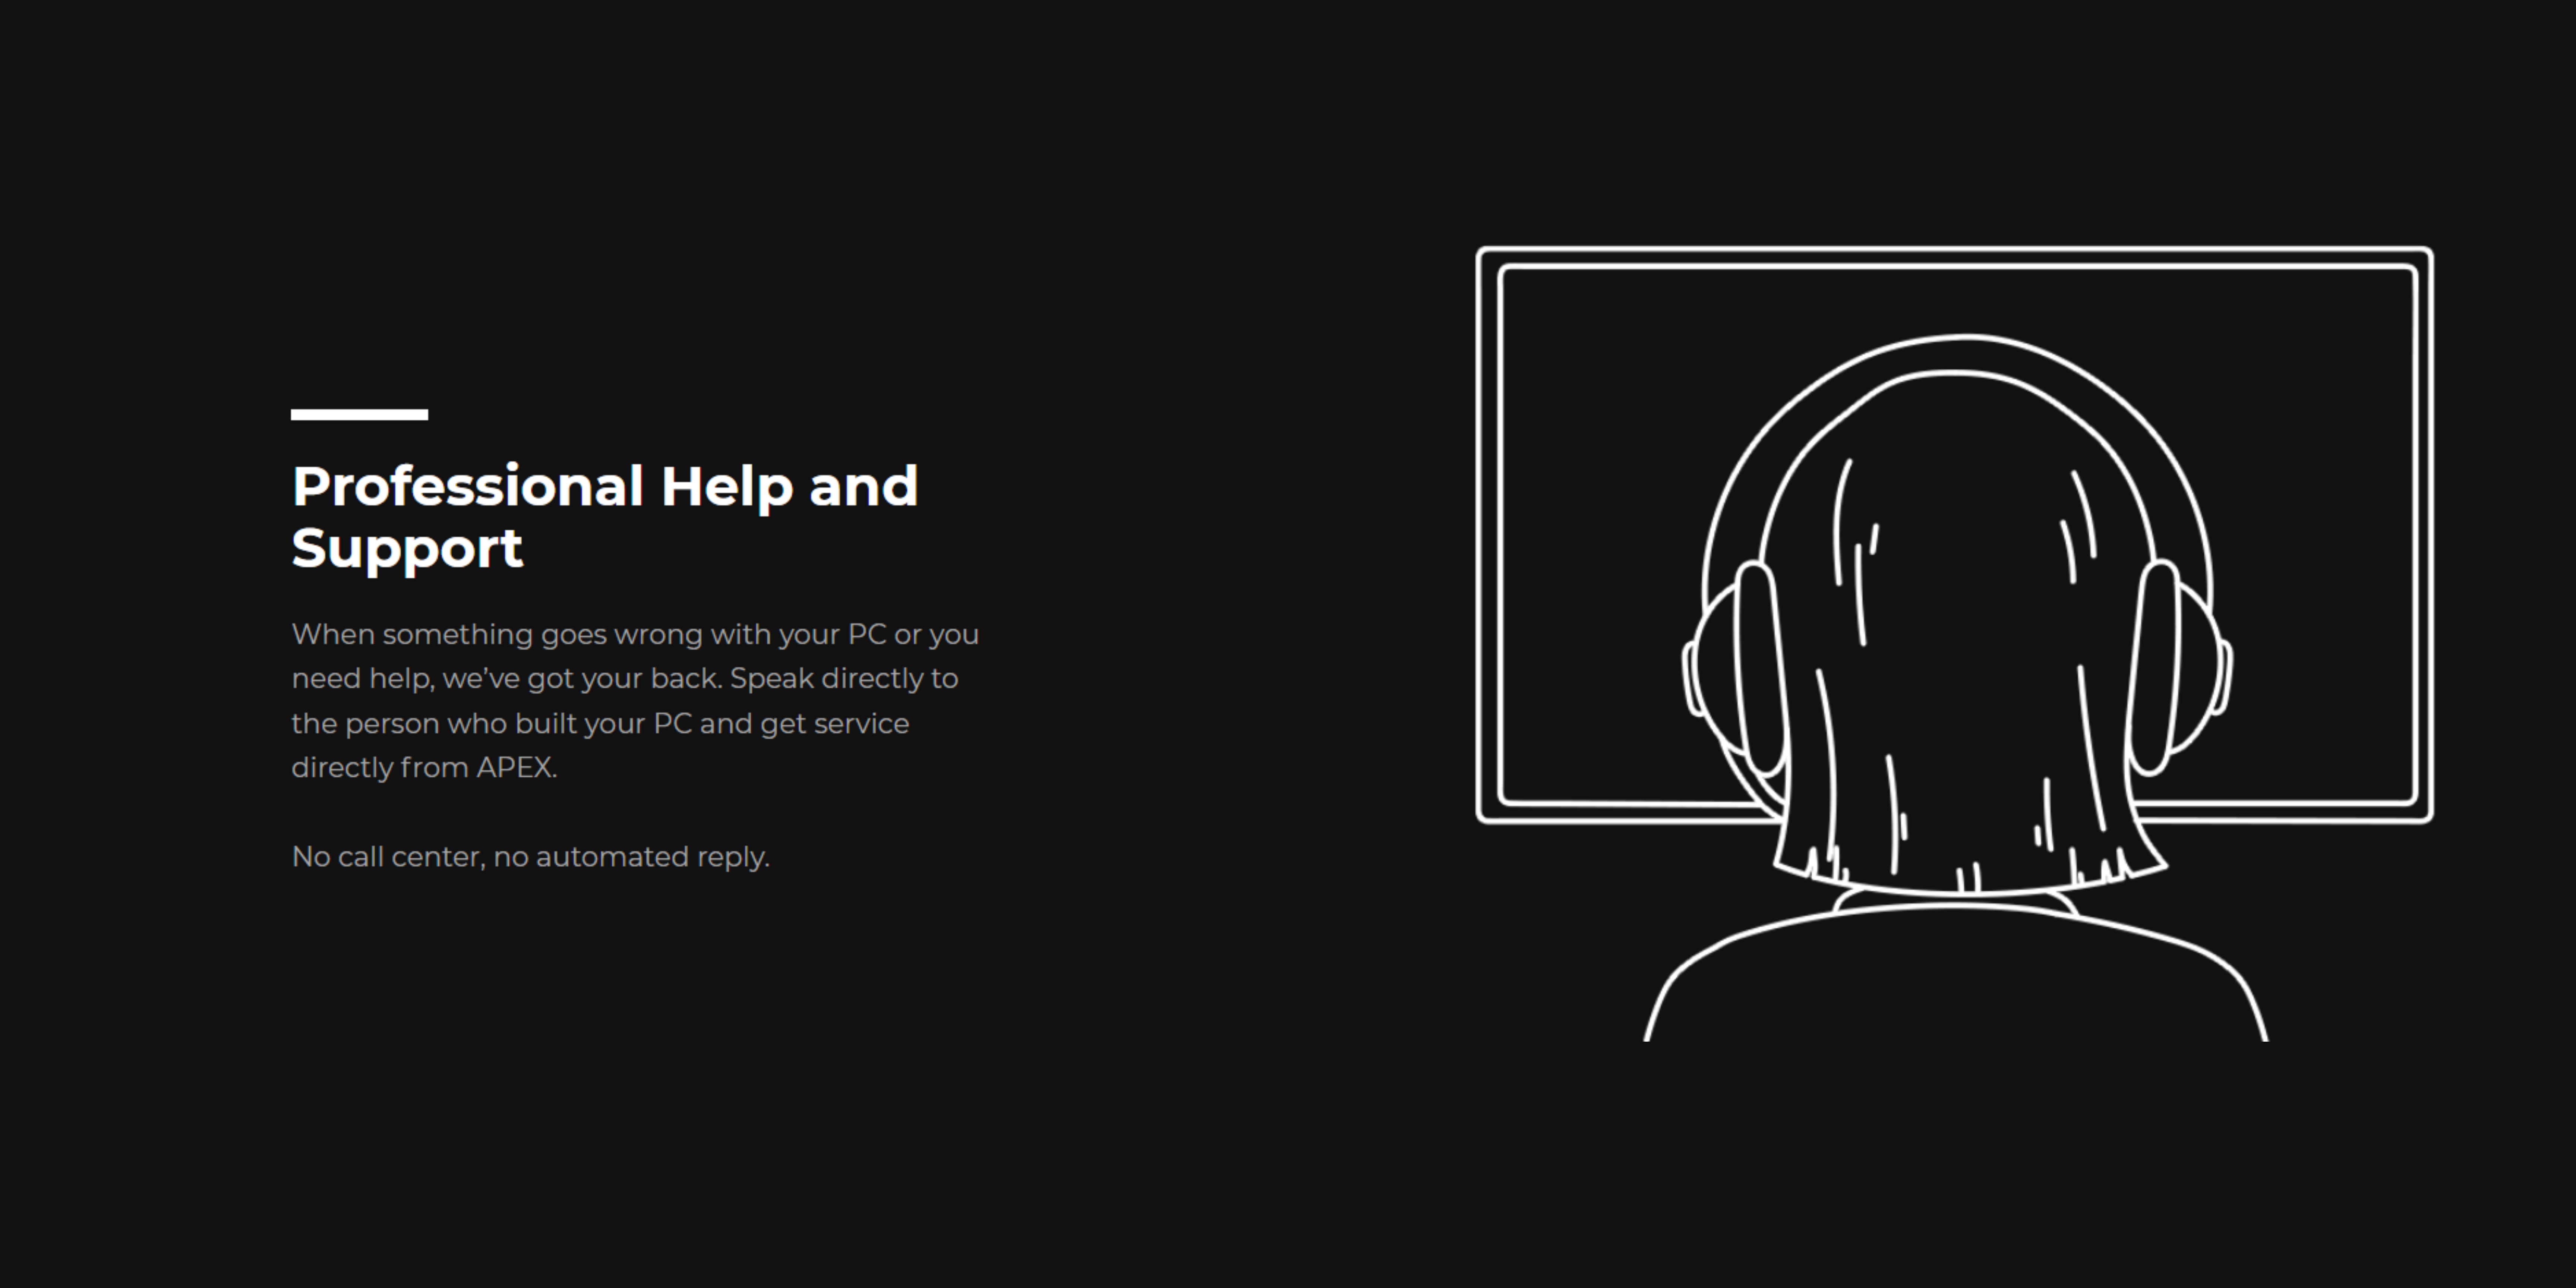 Professional Help and
Support
When something goes wrong with your PC or you
need help, we’ve got your back. Speak directly to
the person who built your PC and get service
directly from APEX.
No call center, no automated reply.